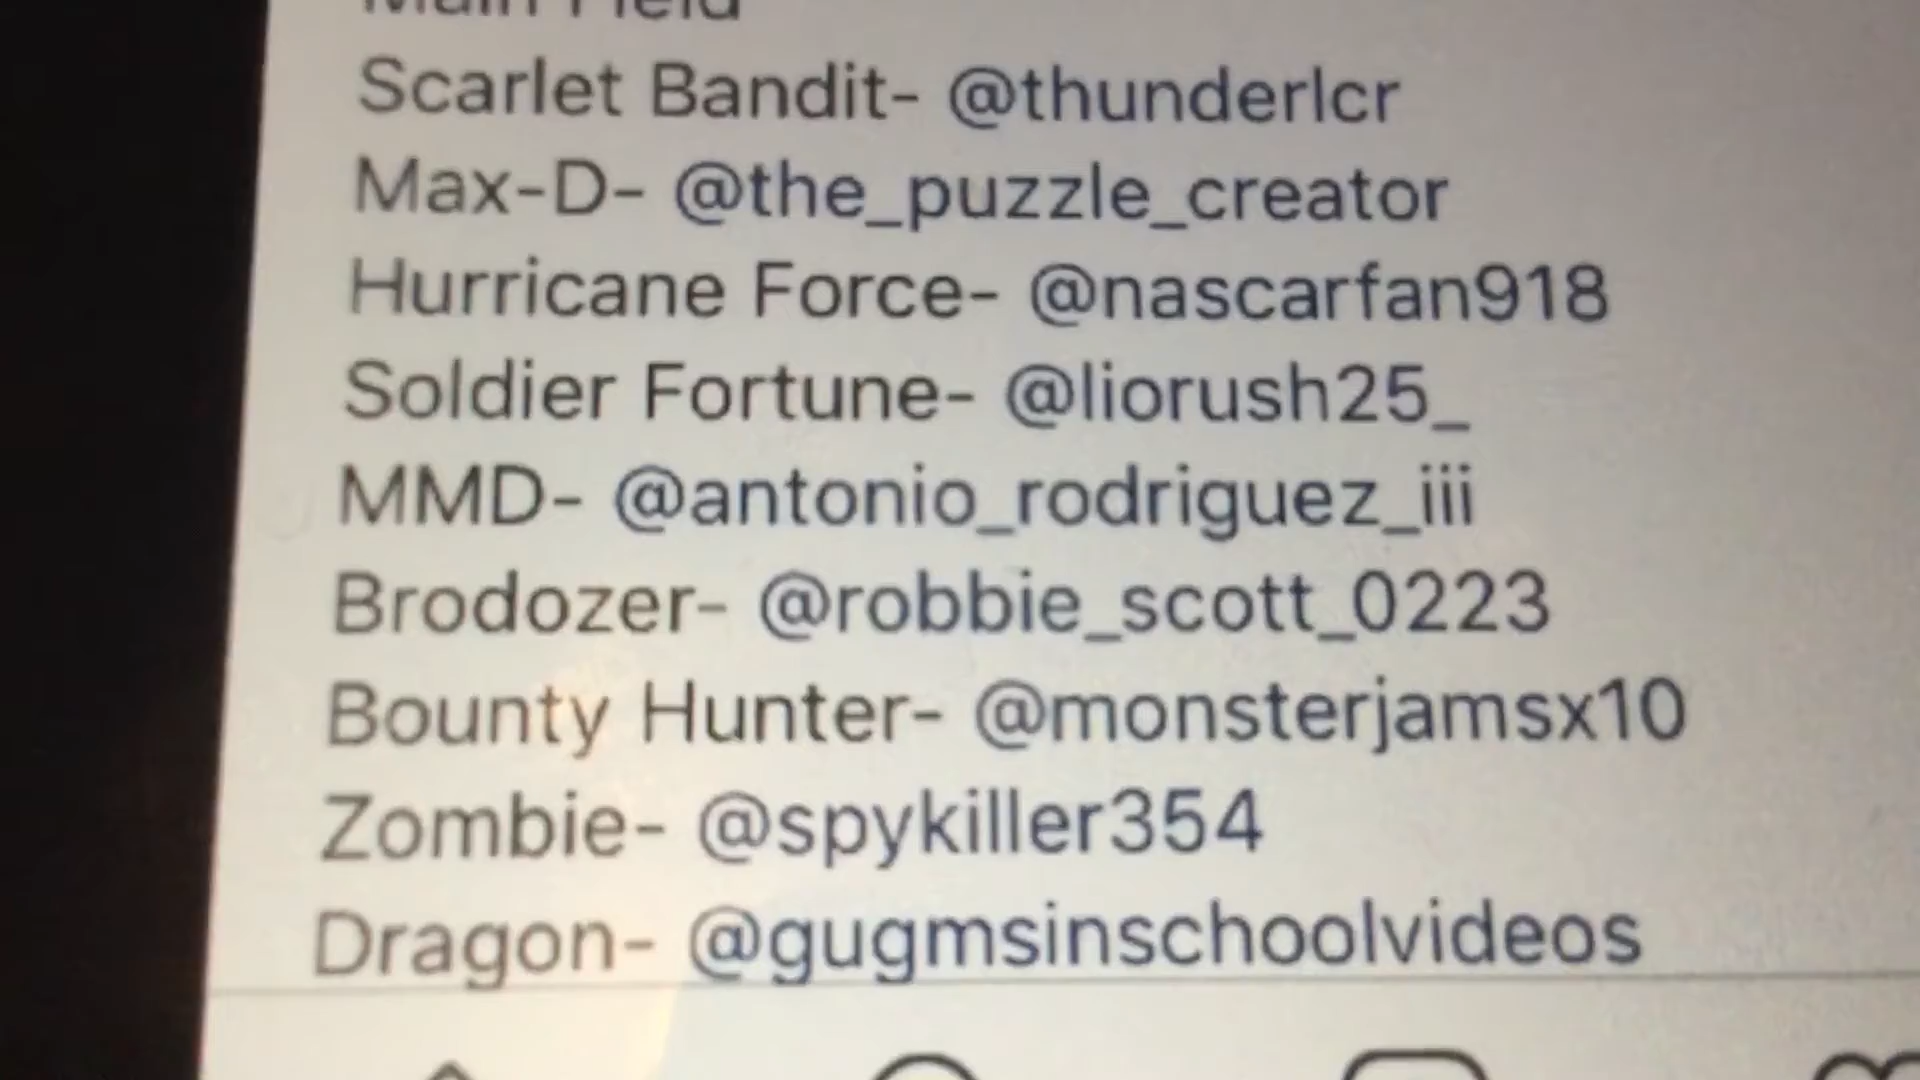 Main Field
Scarlet Bandit- @thunderlcr
Max-D- @the_puzzle_creator
Hurricane Force- @nascarfan918
Soldier Fortune- @liorush25_
MMD- @antonio_rodriguez_iii
Brodozer- @robbie_scott_0223
Bounty Hunter- @monsterjamsx10
Zombie- @spykiller354
Dragon- @gugmsinschoolvideos